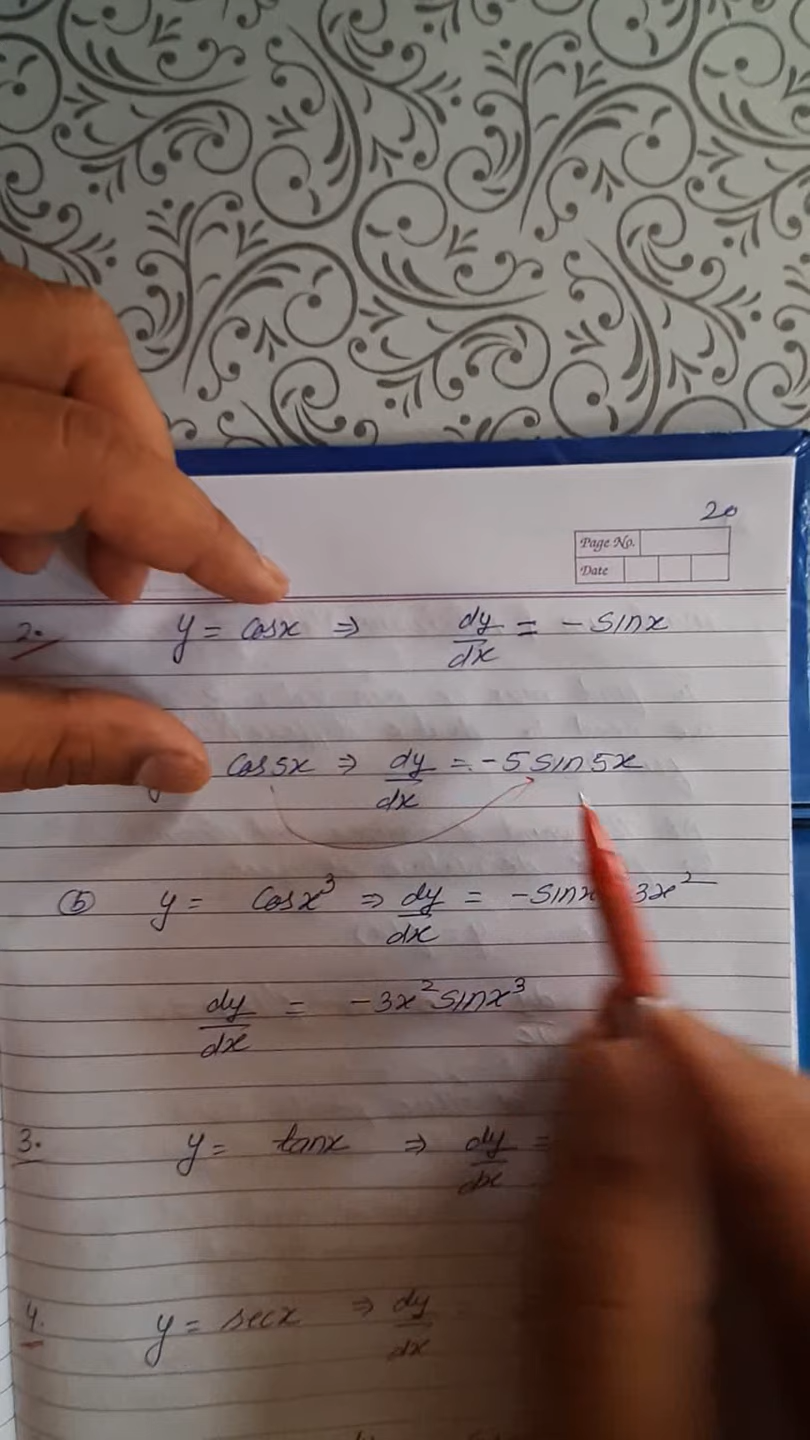 20
Page No.
Date
2. y = cosx ⇒ dy/dx = -sinx
cos5x ⇒ dy/dx = -5sin5x
(b) y = cosx³ ⇒ dy/dx = -sinx 3x²
dy/dx = -3x²sinx³
3. y = tanx ⇒ dy/dx =
4. y = secx ⇒ dy/dx